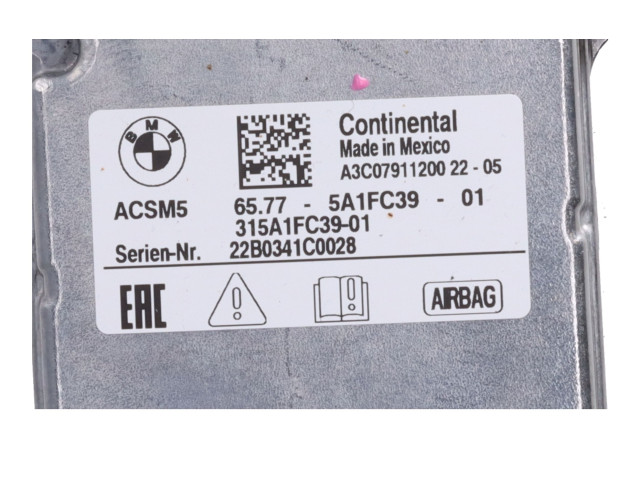 BMW
Continental
Made in Mexico
A3C07911200 22 - 05
ACSM5
65.77 - 5A1FC39 - 01
315A1FC39-01
Serien-Nr. 22B0341C0028
EAC
AIRBAG